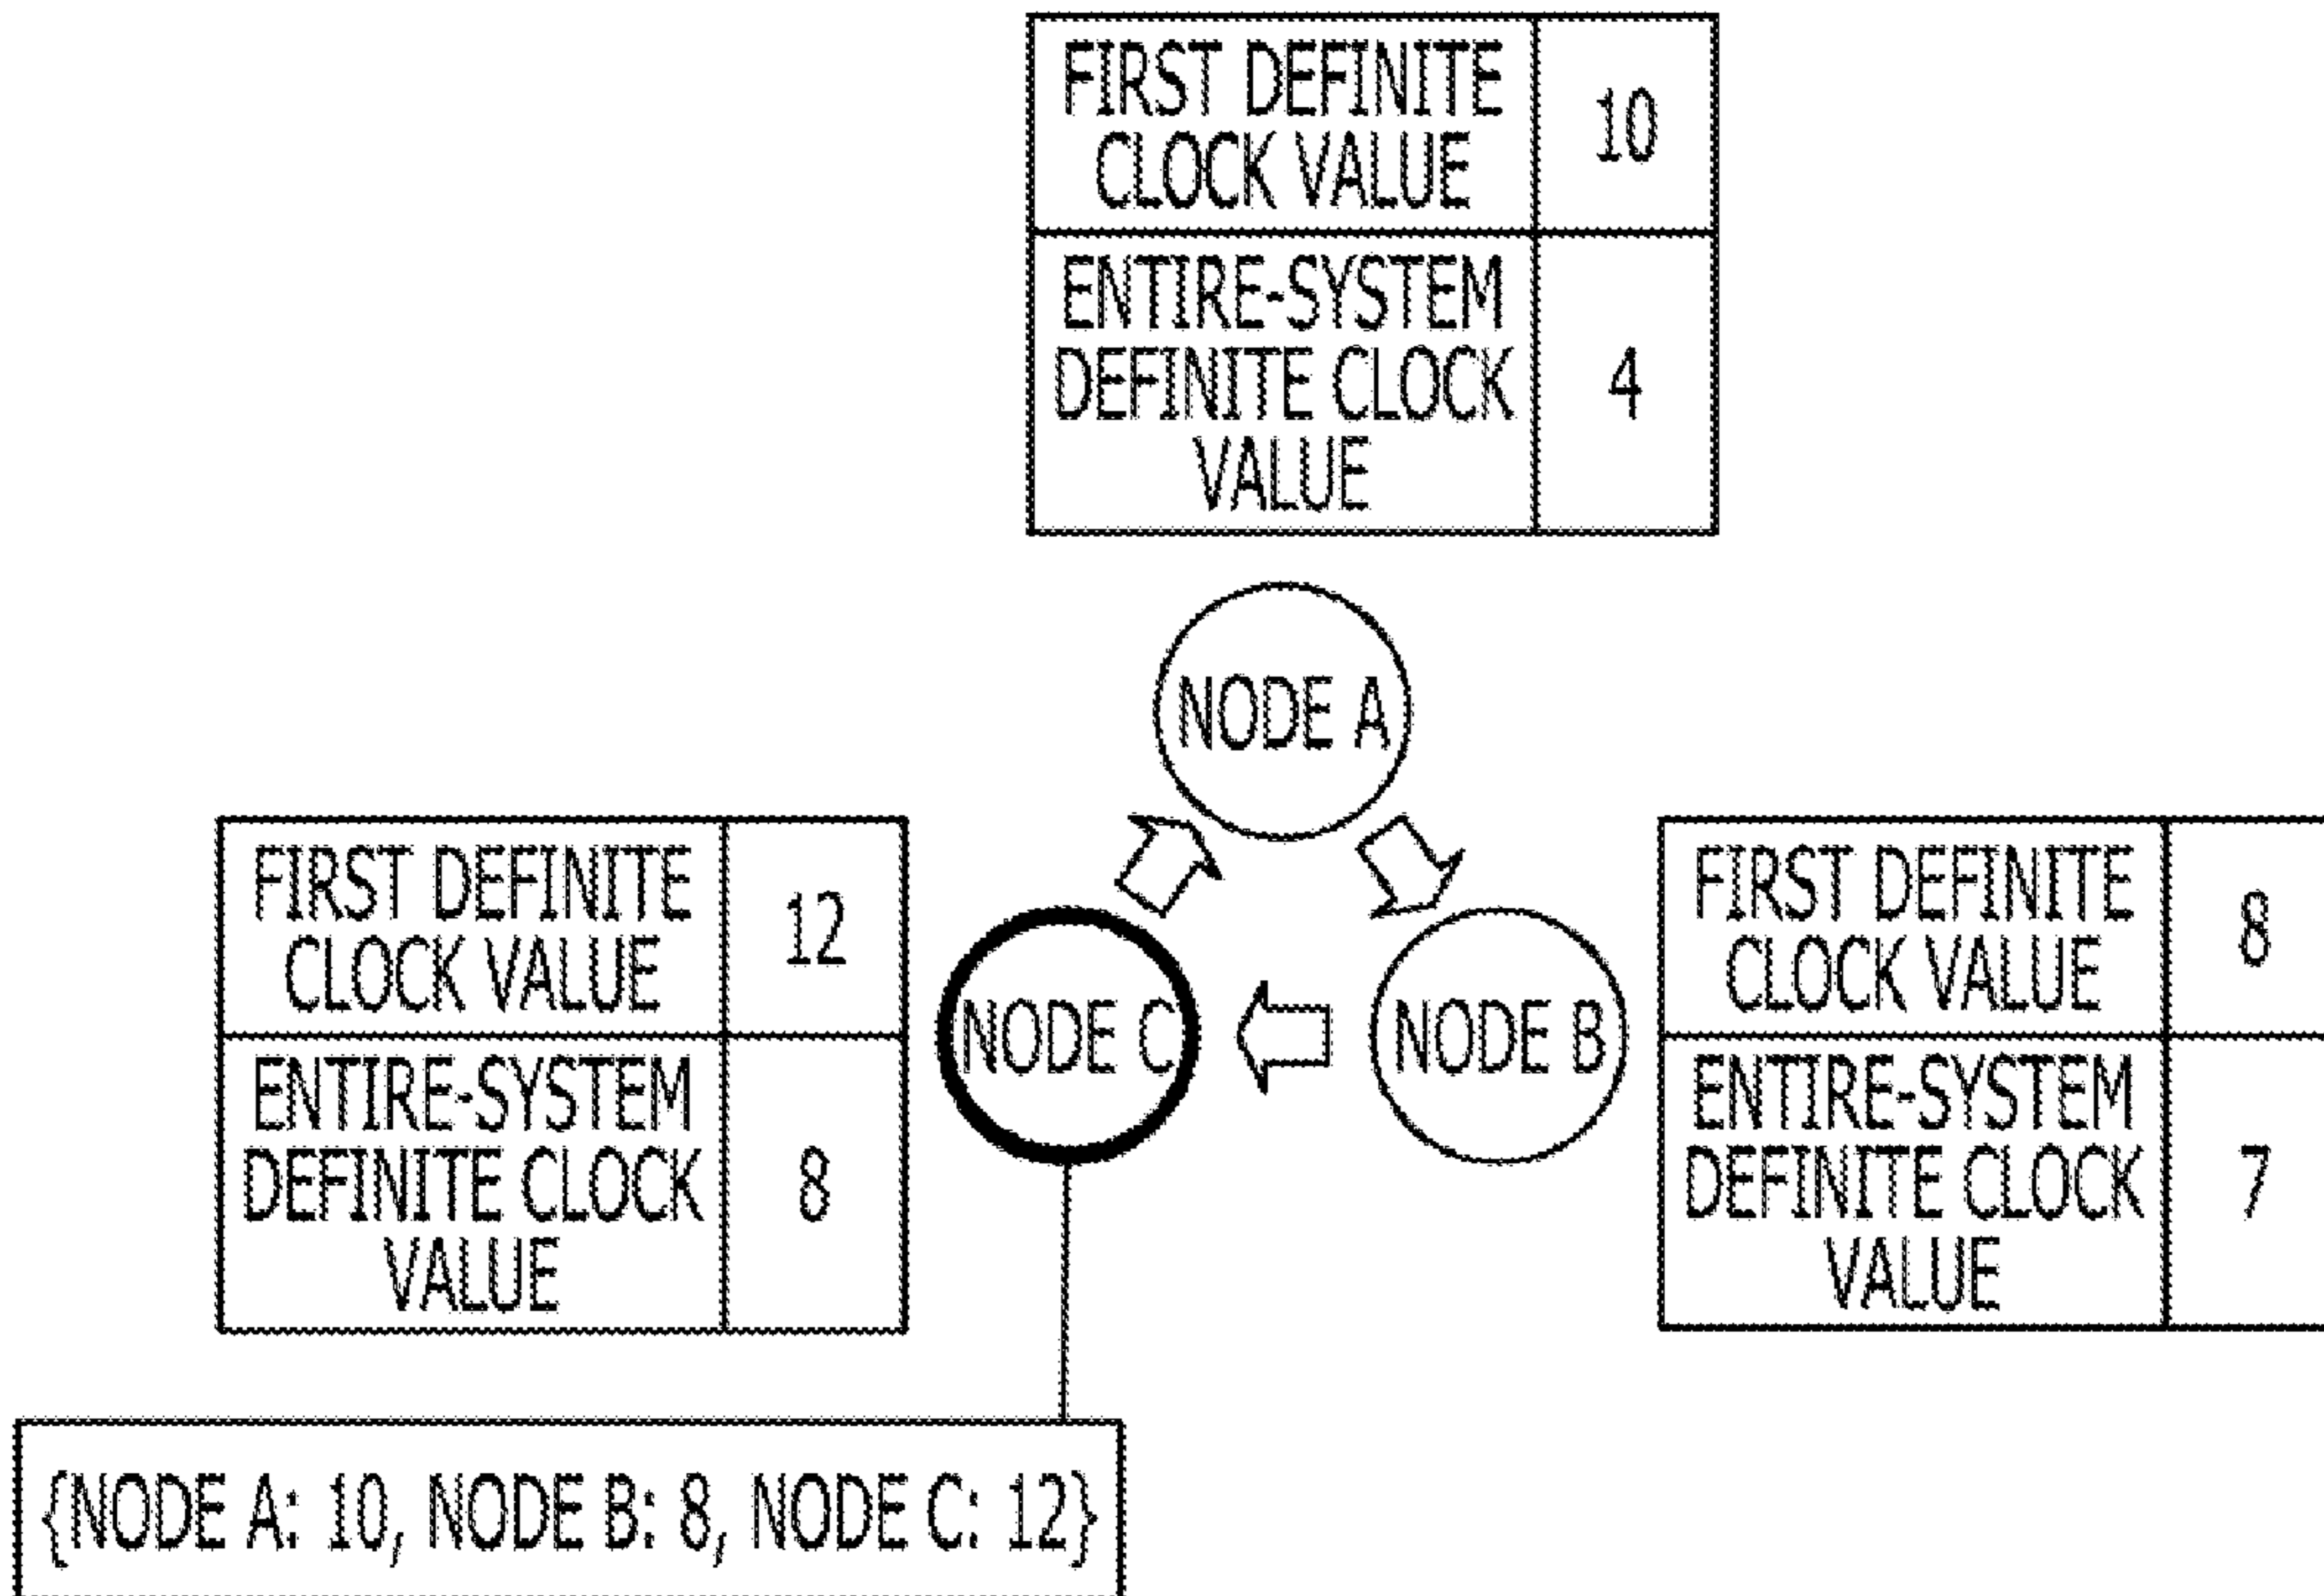 FIRST DEFINITE
CLOCK VALUE
10
ENTIRE-SYSTEM
DEFINITE CLOCK
VALUE
4
NODE A
FIRST DEFINITE
CLOCK VALUE
12
ENTIRE-SYSTEM
DEFINITE CLOCK
VALUE
8
NODE C
NODE B
FIRST DEFINITE
CLOCK VALUE
8
ENTIRE-SYSTEM
DEFINITE CLOCK
VALUE
7
{NODE A: 10, NODE B: 8, NODE C: 12}